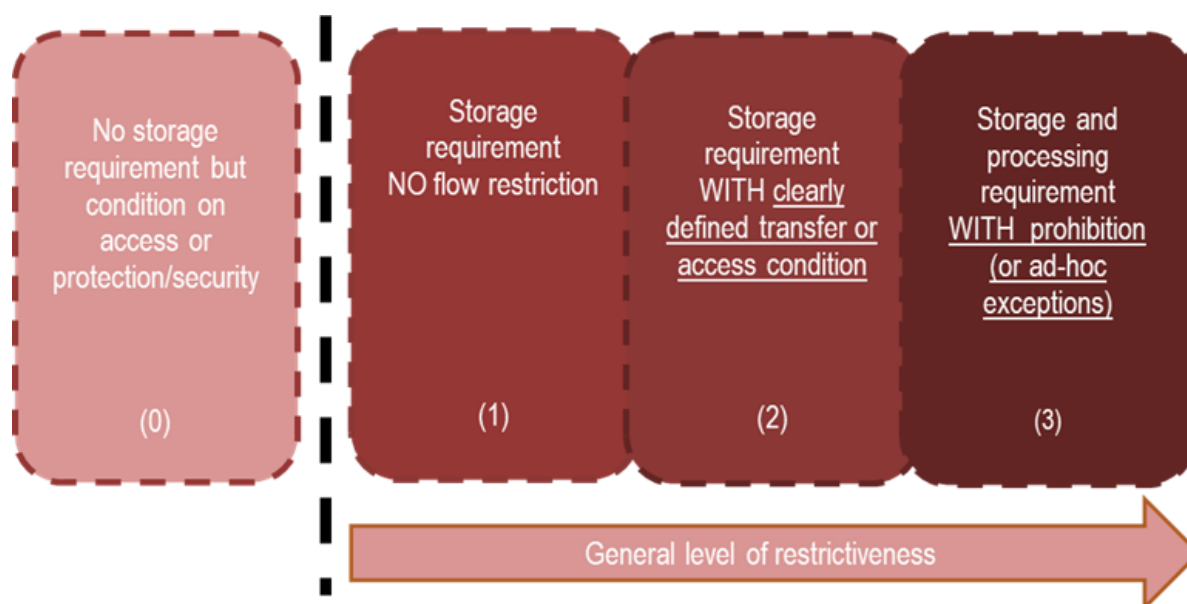 No storage
requirement but
condition on
access or
protection/security
(0)
Storage
requirement
NO flow restriction
(1)
Storage
requirement
WITH clearly
defined transfer or
access condition
(2)
Storage and
processing
requirement
WITH prohibition
(or ad-hoc
exceptions)
(3)
General level of restrictiveness